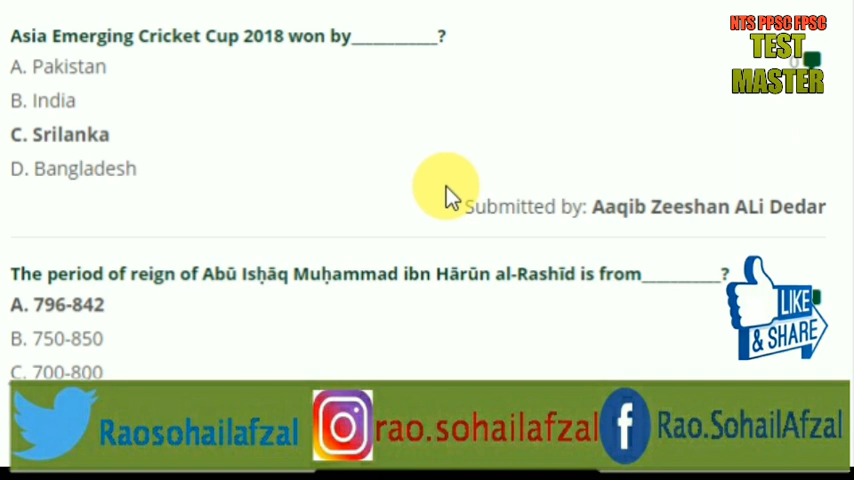 NTS PPSC FPSC
TEST
MASTER
Asia Emerging Cricket Cup 2018 won by___________?
0
A. Pakistan
B. India
C. Srilanka
D. Bangladesh
Submitted by: Aaqib Zeeshan ALi Dedar
The period of reign of Abū Isḥāq Muḥammad ibn Hārūn al-Rashīd is from__________?
A. 796-842
B. 750-850
C. 700-800
LIKE
& SHARE
Raosohailafzal
rao.sohailafzal
Rao.SohailAfzal